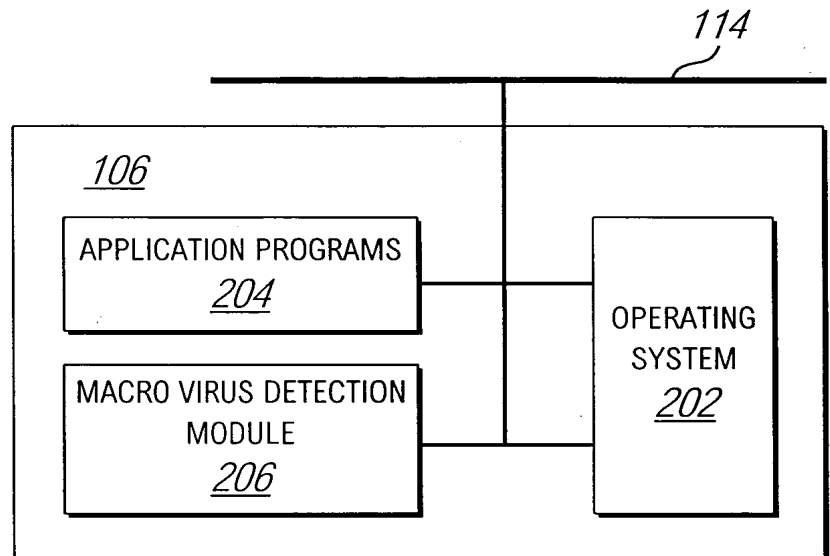 114
106
APPLICATION PROGRAMS
204
OPERATING
SYSTEM
202
MACRO VIRUS DETECTION
MODULE
206